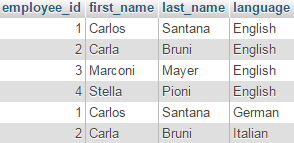 employee_id first_name last_name language
1 Carlos Santana English
2 Carla Bruni English
3 Marconi Mayer English
4 Stella Pioni English
1 Carlos Santana German
2 Carla Bruni Italian